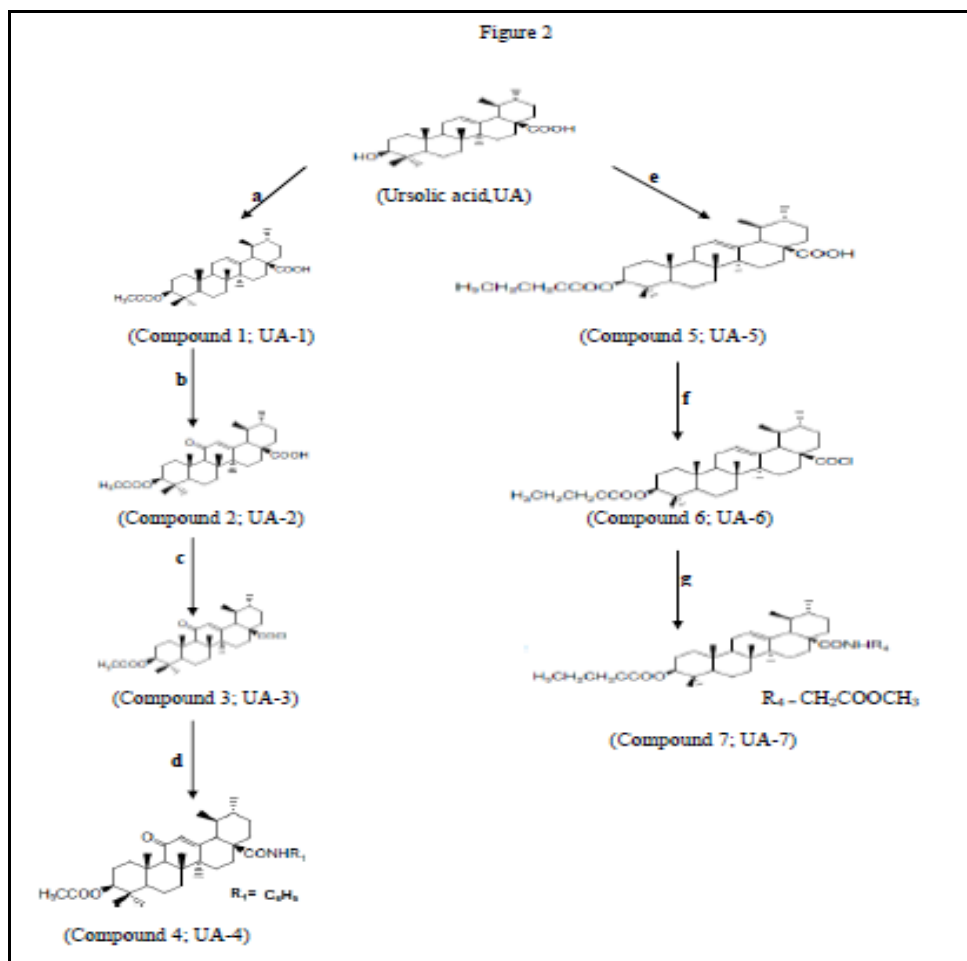 Figure 2
COOH
HO
(Ursolic acid,UA)
a
e
COOH
H₃CCOO
(Compound 1; UA-1)
COOH
H₃CH₂CH₂CCOO
(Compound 5; UA-5)
b
f
O
COOH
H₃CCOO
(Compound 2; UA-2)
COCl
H₃CH₂CH₂CCOO
(Compound 6; UA-6)
c
g
O
COCl
H₃CCOO
(Compound 3; UA-3)
CONHR₄
H₃CH₂CH₂CCOO
R₄ – CH₂COOCH₃
(Compound 7; UA-7)
d
O
CONHR₁
H₃CCOO
R₁= C₆H₅
(Compound 4; UA-4)